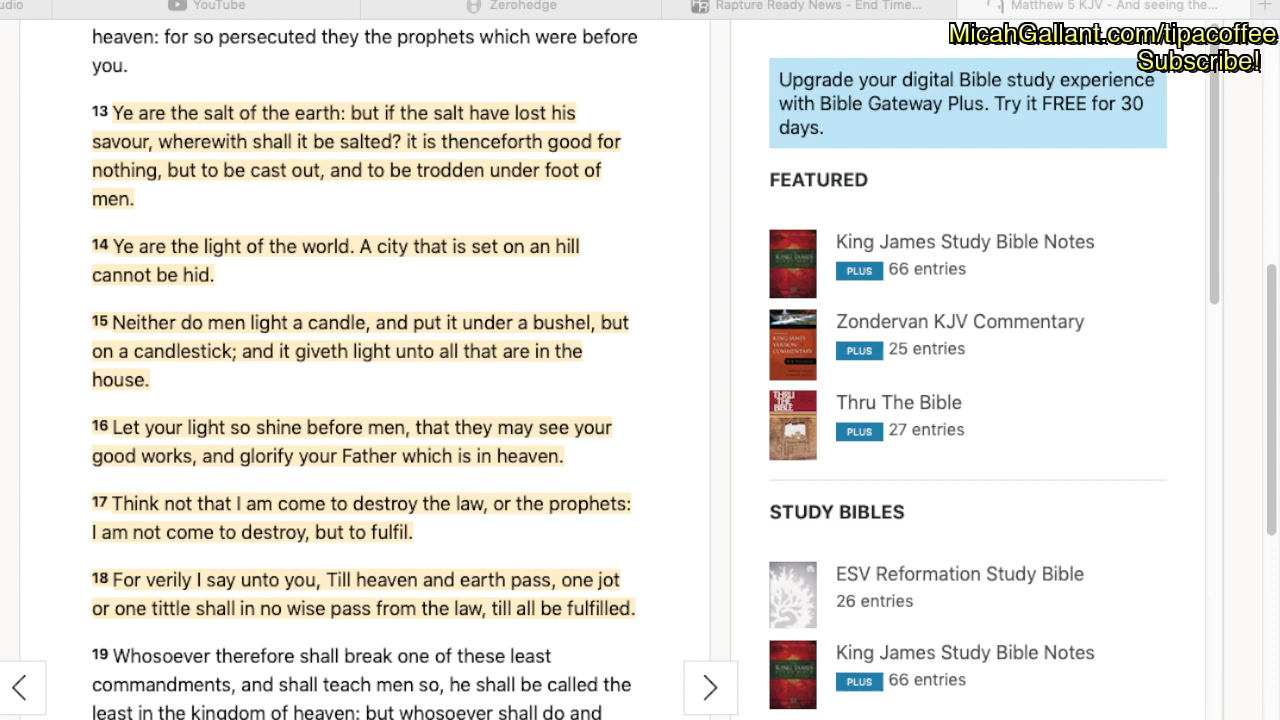 udio
YouTube
Zerohedge
Rapture Ready News - End Time...
Matthew 5 KJV - And seeing the...
MicahGallant.com/tipacoffee
Subscribe!
heaven: for so persecuted they the prophets which were before
you.
13 Ye are the salt of the earth: but if the salt have lost his
savour, wherewith shall it be salted? it is thenceforth good for
nothing, but to be cast out, and to be trodden under foot of
men.
14 Ye are the light of the world. A city that is set on an hill
cannot be hid.
15 Neither do men light a candle, and put it under a bushel, but
on a candlestick; and it giveth light unto all that are in the
house.
16 Let your light so shine before men, that they may see your
good works, and glorify your Father which is in heaven.
17 Think not that I am come to destroy the law, or the prophets:
I am not come to destroy, but to fulfil.
18 For verily I say unto you, Till heaven and earth pass, one jot
or one tittle shall in no wise pass from the law, till all be fulfilled.
19 Whosoever therefore shall break one of these least
commandments, and shall teach men so, he shall be called the
least in the kingdom of heaven: but whosoever shall do and
Upgrade your digital Bible study experience
with Bible Gateway Plus. Try it FREE for 30
days.
FEATURED
King James Study Bible Notes
PLUS 66 entries
Zondervan KJV Commentary
PLUS 25 entries
THRU
THE
BIBLE
Thru The Bible
PLUS 27 entries
STUDY BIBLES
ESV Reformation Study Bible
26 entries
King James Study Bible Notes
PLUS 66 entries